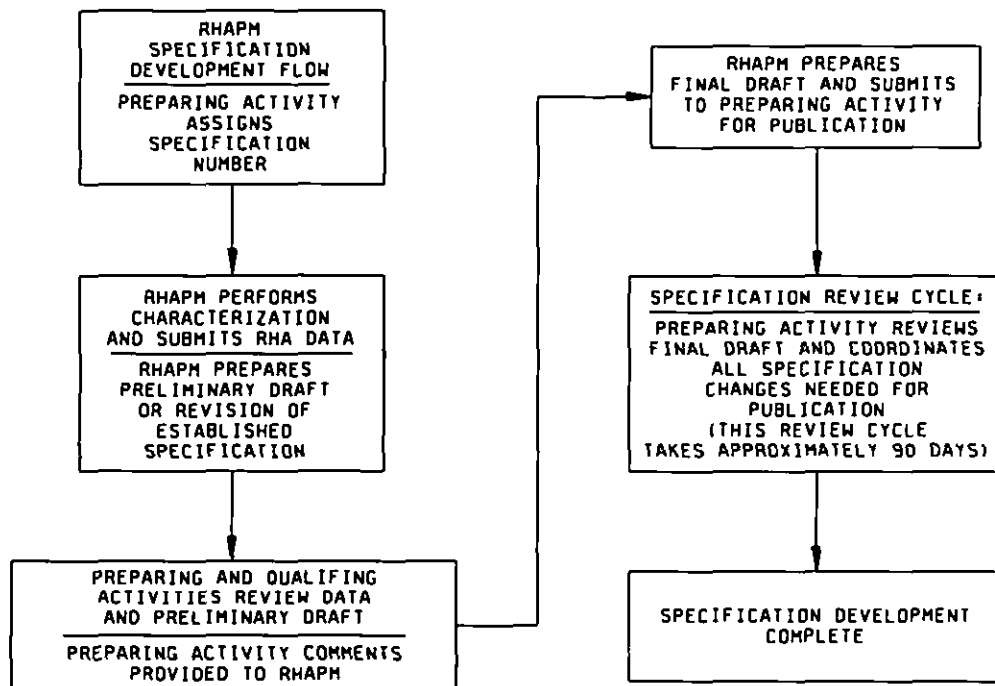 RHAPM
SPECIFICATION
DEVELOPMENT FLOW
PREPARING ACTIVITY
ASSIGNS
SPECIFICATION
NUMBER
RHAPM PERFORMS
CHARACTERIZATION
AND SUBMITS RHA DATA
RHAPM PREPARES
PRELIMINARY DRAFT
OR REVISION OF
ESTABLISHED
SPECIFICATION
PREPARING AND QUALIFING
ACTIVITIES REVIEW DATA
AND PRELIMINARY DRAFT
PREPARING ACTIVITY COMMENTS
PROVIDED TO RHAPM
RHAPM PREPARES
FINAL DRAFT AND SUBMITS
TO PREPARING ACTIVITY
FOR PUBLICATION
SPECIFICATION REVIEW CYCLE:
PREPARING ACTIVITY REVIEWS
FINAL DRAFT AND COORDINATES
ALL SPECIFICATION
CHANGES NEEDED FOR
PUBLICATION
(THIS REVIEW CYCLE
TAKES APPROXIMATELY 90 DAYS)
SPECIFICATION DEVELOPMENT
COMPLETE